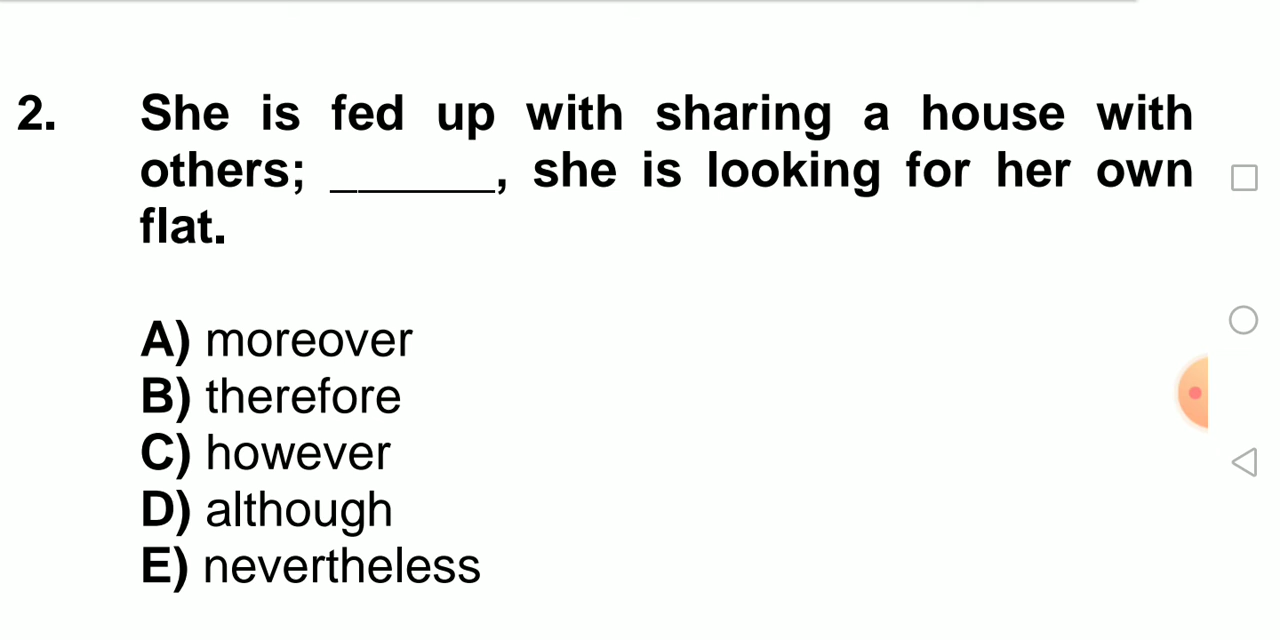 2. She is fed up with sharing a house with
others; ______, she is looking for her own
flat.
A) moreover
B) therefore
C) however
D) although
E) nevertheless